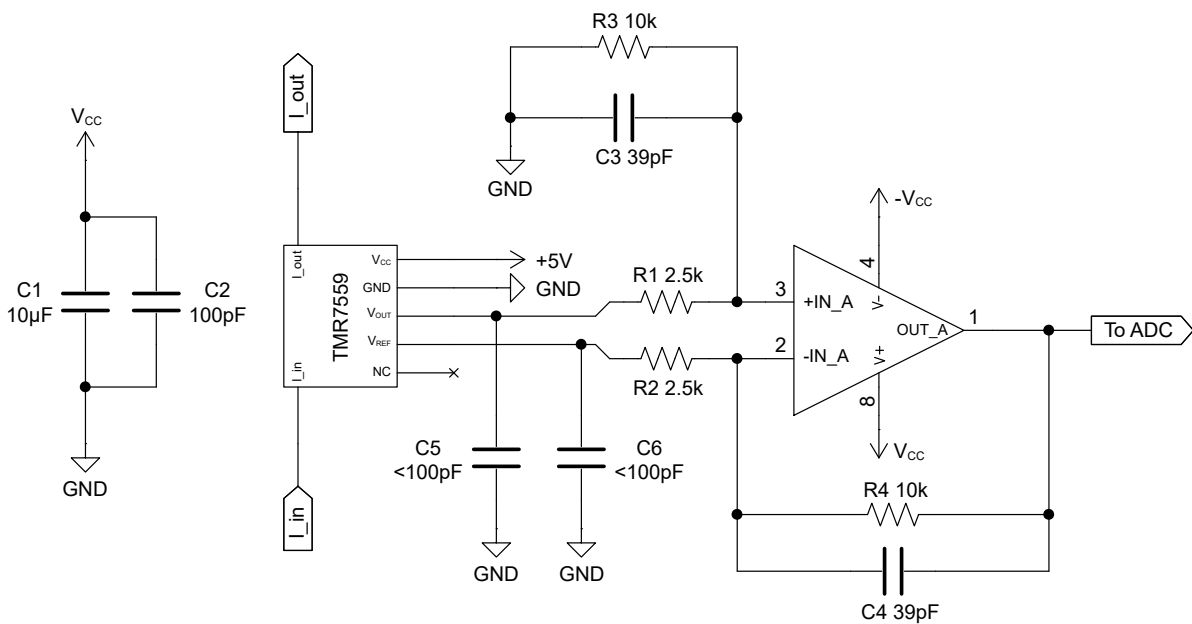 R3 10k
C3 39pF
GND
I_out
VCC
C1
10µF
C2
100pF
GND
I_out
I_in
TMR7559
VCC
GND
VOUT
VREF
NC
+5V
GND
I_in
R1 2.5k
R2 2.5k
C5
<100pF
C6
<100pF
GND
GND
-VCC
4
V-
3
+IN_A
2
-IN_A
OUT_A
1
V+
8
VCC
To ADC
R4 10k
C4 39pF